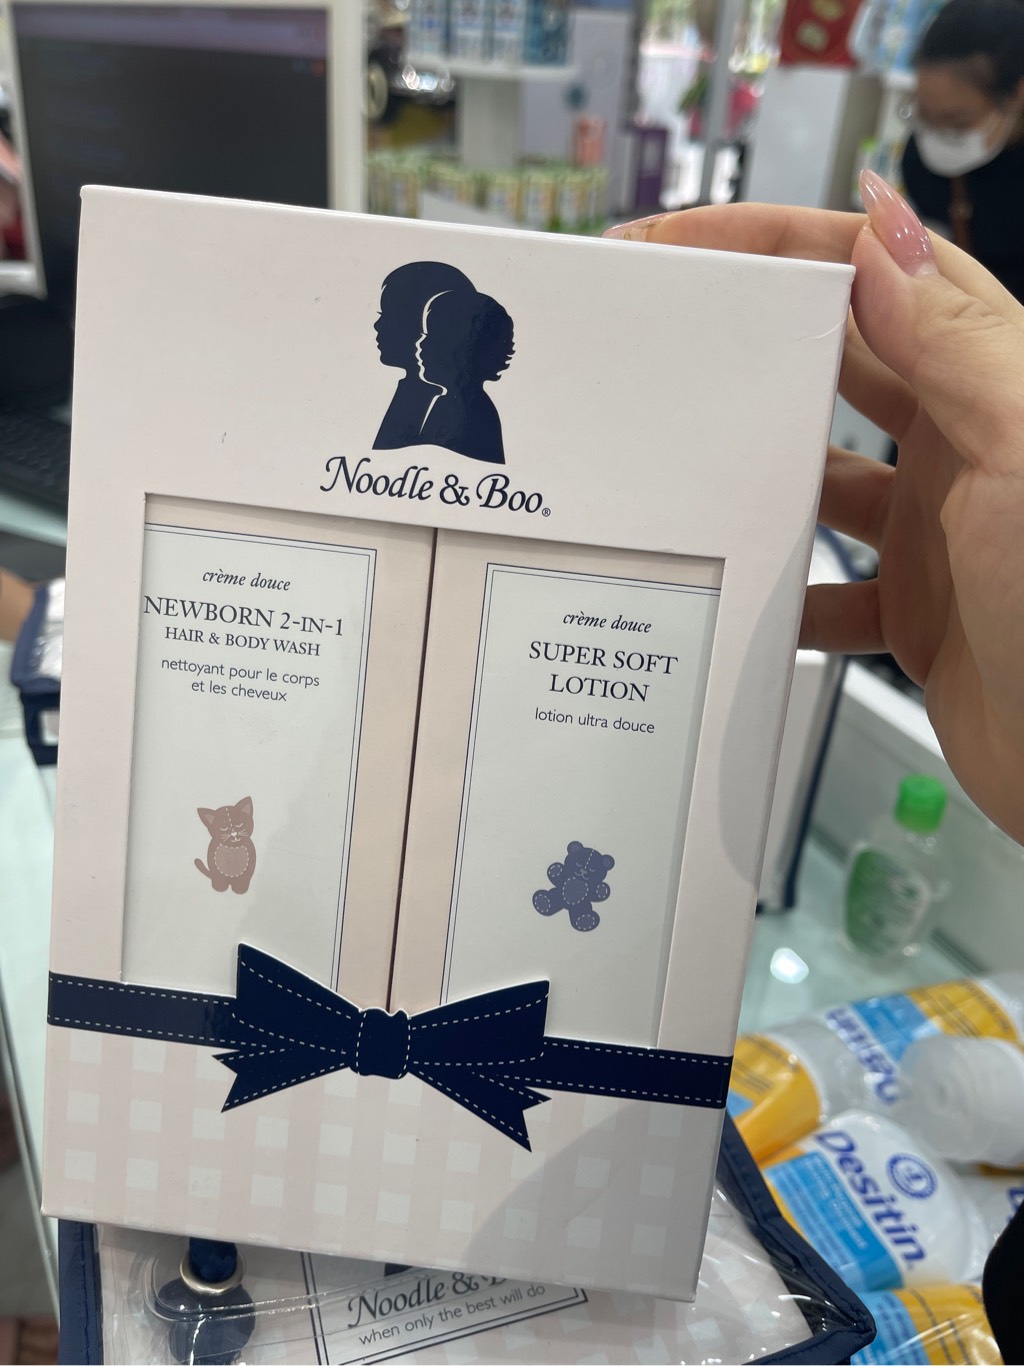 Noodle & Boo®
crème douce
NEWBORN 2-IN-1
HAIR & BODY WASH
nettoyant pour le corps
et les cheveux
crème douce
SUPER SOFT
LOTION
lotion ultra douce
Noodle &
when only the best will do
Desitin
Desitin